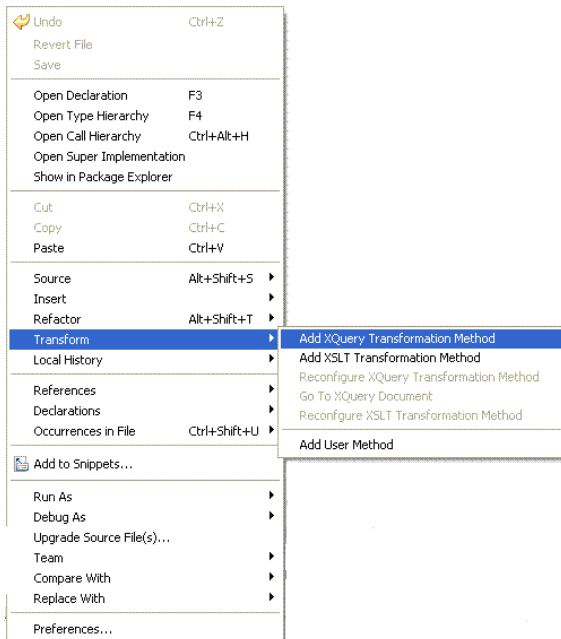 Undo Ctrl+Z
Revert File
Save
Open Declaration F3
Open Type Hierarchy F4
Open Call Hierarchy Ctrl+Alt+H
Open Super Implementation
Show in Package Explorer
Cut Ctrl+X
Copy Ctrl+C
Paste Ctrl+V
Source Alt+Shift+S
Insert
Refactor Alt+Shift+T
Transform
Local History
References
Declarations
Occurrences in File Ctrl+Shift+U
Add to Snippets...
Run As
Debug As
Upgrade Source File(s)...
Team
Compare With
Replace With
Preferences...
Add XQuery Transformation Method
Add XSLT Transformation Method
Reconfigure XQuery Transformation Method
Go To XQuery Document
Reconfgure XSLT Transformation Method
Add User Method